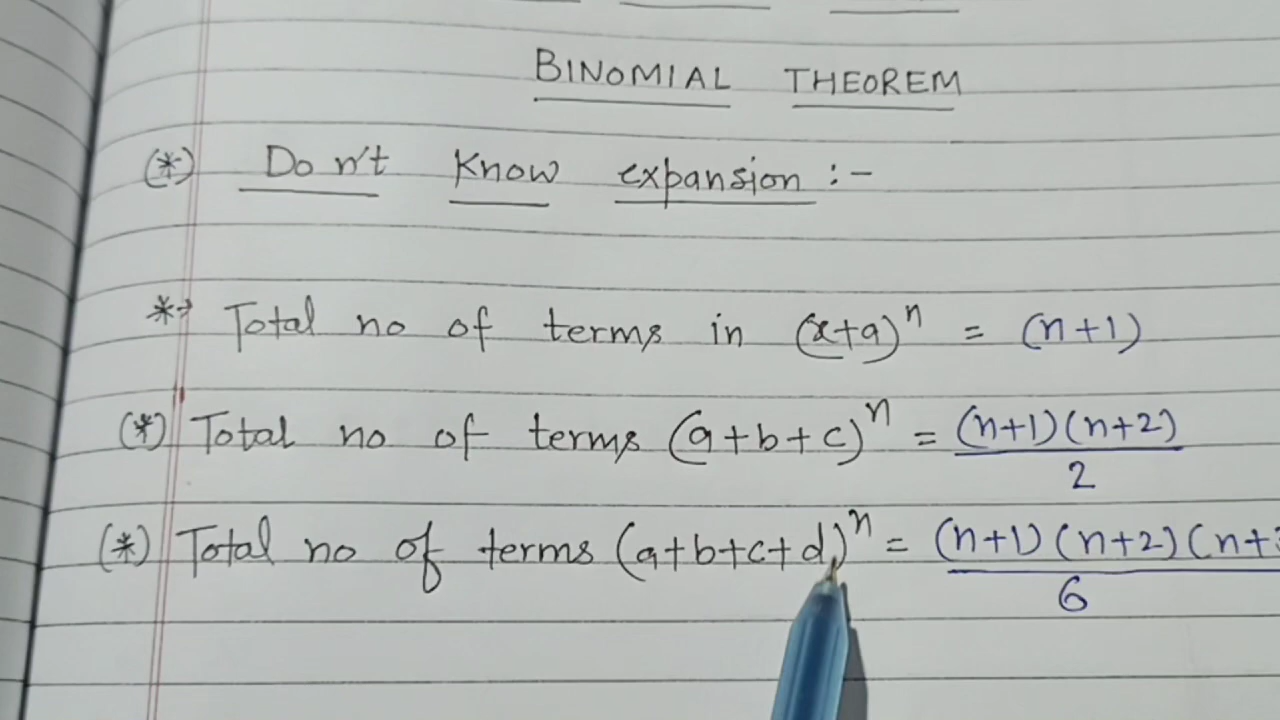 BINOMIAL THEOREM
(*) Don't Know expansion :-
*→ Total no of terms in (x+a)ⁿ = (n+1)
(*) Total no of terms (a+b+c)ⁿ = (n+1)(n+2)/2
(*) Total no of terms (a+b+c+d)ⁿ = (n+1)(n+2)(n+3/6